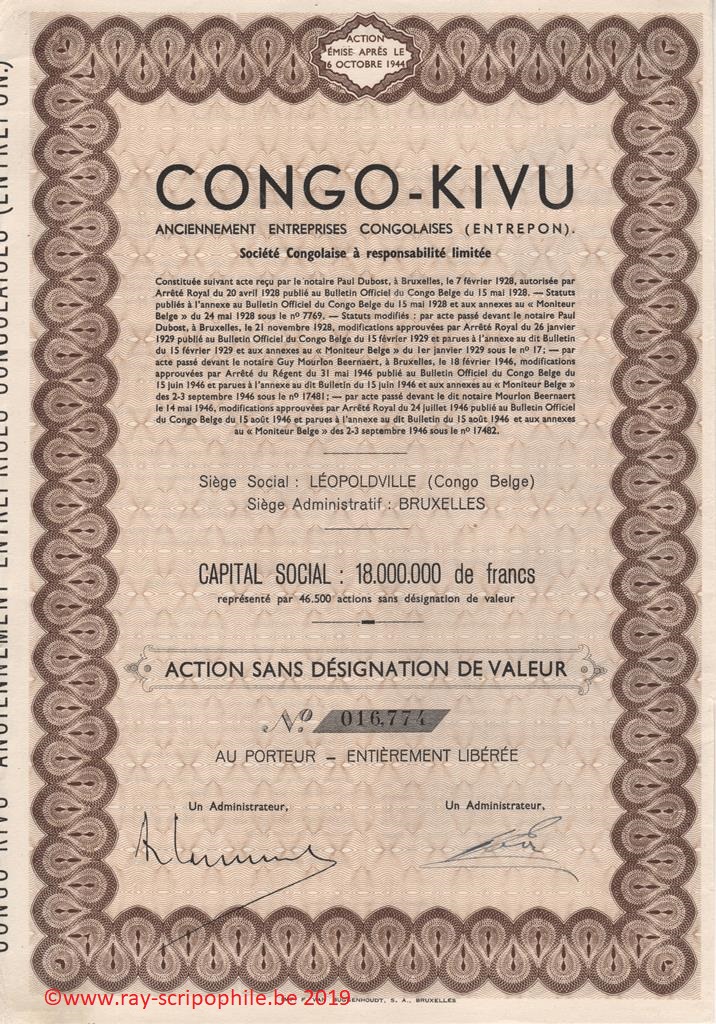 ACTION
ÉMISE APRÈS LE
6 OCTOBRE 1944
CONGO-KIVU
ANCIENNEMENT ENTREPRISES CONGOLAISES (ENTREPON).
Société Congolaise à responsabilité limitée
Constituée suivant acte reçu par le notaire Paul Dubost, à Bruxelles, le 7 février 1928, autorisée par
Arrêté Royal du 20 avril 1928 publié au Bulletin Officiel du Congo Belge du 15 mai 1928. — Statuts
publiés à l'annexe au Bulletin Officiel du Congo Belge du 15 mai 1928 et aux annexes au « Moniteur
Belge » du 24 mai 1928 sous le nº 7769. — Statuts modifiés : par acte passé devant le notaire Paul
Dubost, à Bruxelles, le 21 novembre 1928, modifications approuvées par Arrêté Royal du 26 janvier
1929 publié au Bulletin Officiel du Congo Belge du 15 février 1929 et parues à l'annexe au dit Bulletin
du 15 février 1929 et aux annexes au « Moniteur Belge » du 1er janvier 1929 sous le nº 17; — par
acte passé devant le notaire Guy Mourlon Beernaert, à Bruxelles, le 18 février 1946, modifications
approuvées par Arrêté du Régent du 31 mai 1946 publié au Bulletin Officiel du Congo Belge du
15 juin 1946 et parues à l'annexe au dit Bulletin du 15 juin 1946 et aux annexes au « Moniteur Belge »
des 2-3 septembre 1946 sous le nº 17481; — par acte passé devant le dit notaire Mourlon Beernaert
le 14 mai 1946, modifications approuvées par Arrêté Royal du 24 juillet 1946 publié au Bulletin Officiel
du Congo Belge du 15 août 1946 et parues à l'annexe au dit Bulletin du 15 août 1946 et aux annexes
au « Moniteur Belge » des 2-3 septembre 1946 sous le nº 17482.
Siège Social : LÉOPOLDVILLE (Congo Belge)
Siège Administratif : BRUXELLES
CAPITAL SOCIAL : 18.000.000 de francs
représenté par 46.500 actions sans désignation de valeur
ACTION SANS DÉSIGNATION DE VALEUR
Nº 016,774
AU PORTEUR – ENTIÈREMENT LIBÉRÉE
Un Administrateur,
Un Administrateur,
©www.ray-scripophile.be 2019
S. A., BRUXELLES
CONGO-KIVU ANCIENNEMENT ENTREPRISES CONGOLAISES (ENTREPON.)